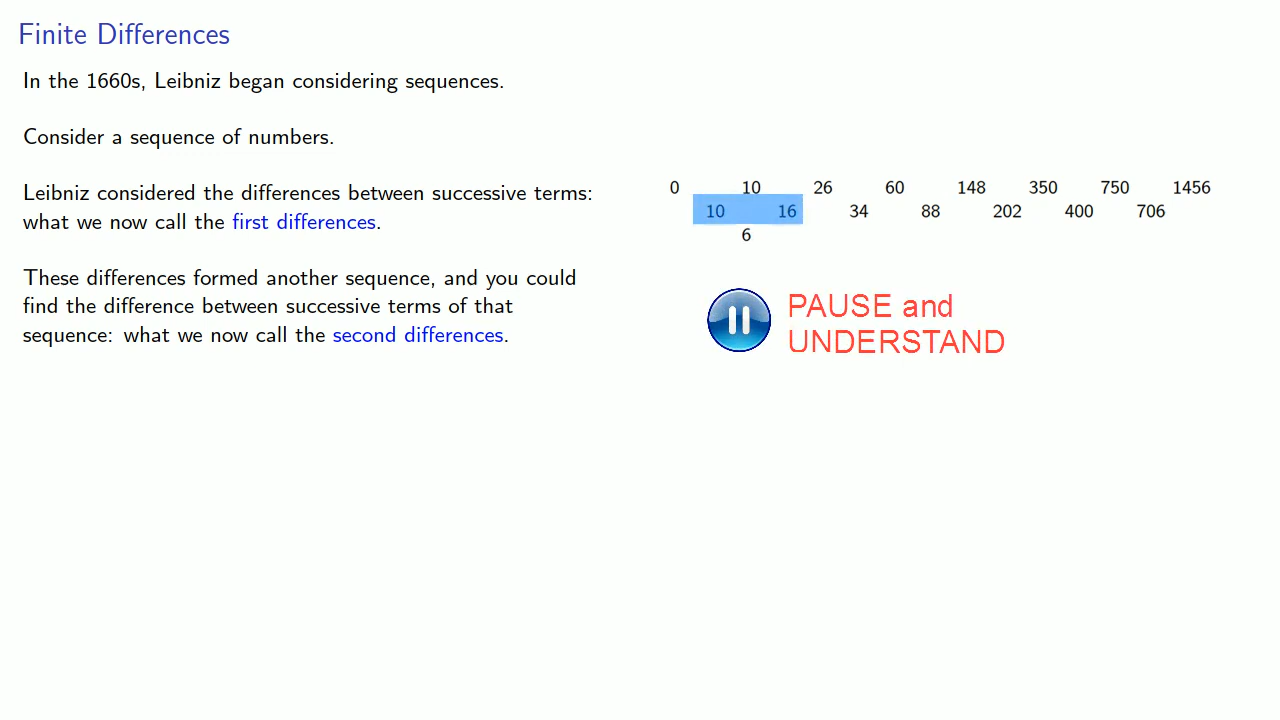 Finite Differences
In the 1660s, Leibniz began considering sequences.
Consider a sequence of numbers.
Leibniz considered the differences between successive terms:
what we now call the first differences.
These differences formed another sequence, and you could
find the difference between successive terms of that
sequence: what we now call the second differences.
0 10 26 60 148 350 750 1456
10 16 34 88 202 400 706
6
PAUSE and
UNDERSTAND